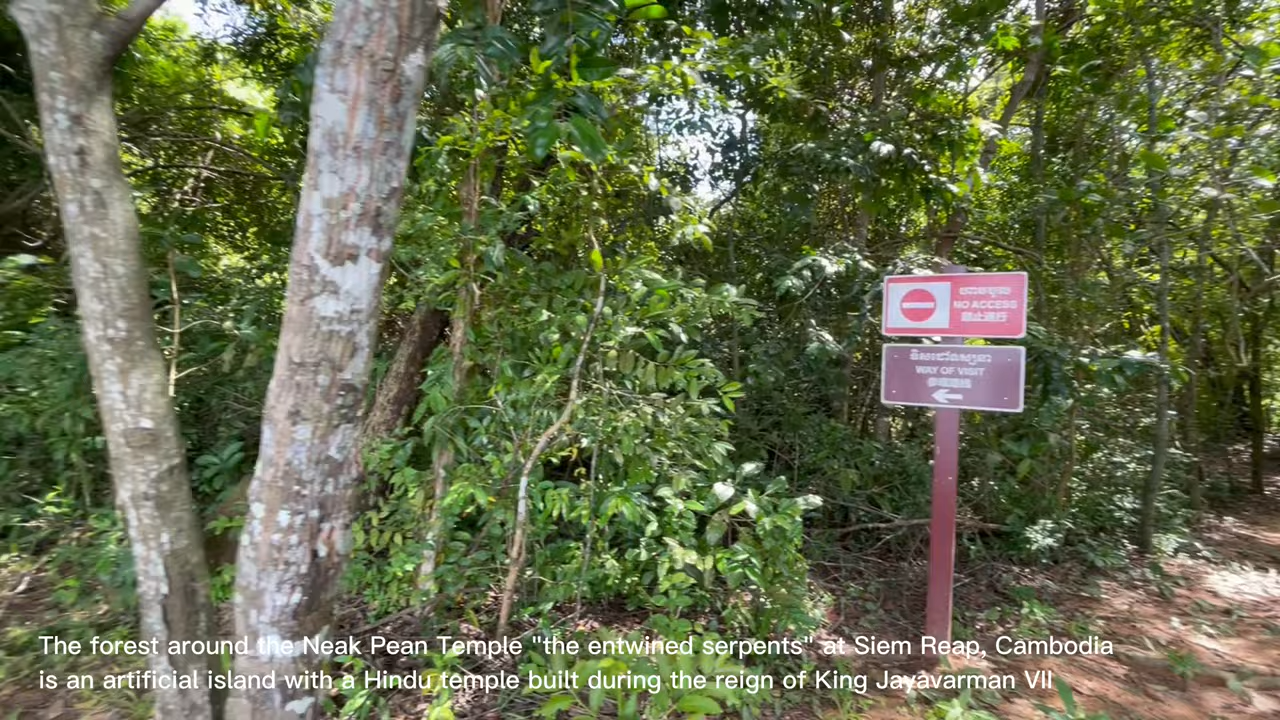 NO ACCESS
WAY OF VISIT
The forest around the Neak Pean Temple "the entwined serpents" at Siem Reap, Cambodia
is an artificial island with a Hindu temple built during the reign of King Jayavarman VII